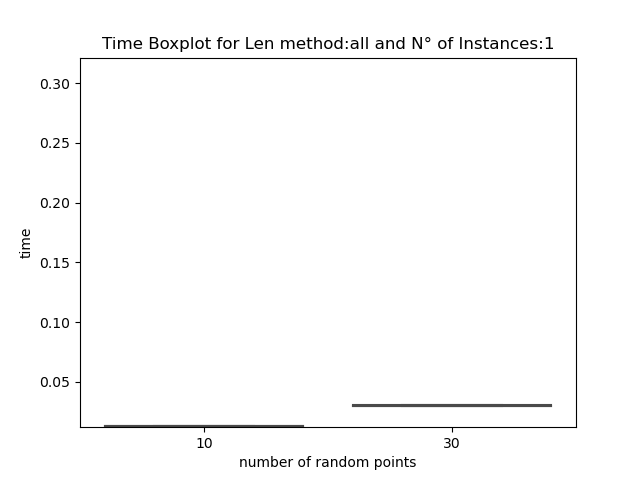 Time Boxplot for Len method:all and N° of Instances:1
0.30
0.25
0.20
0.15
0.10
0.05
time
10 30
number of random points